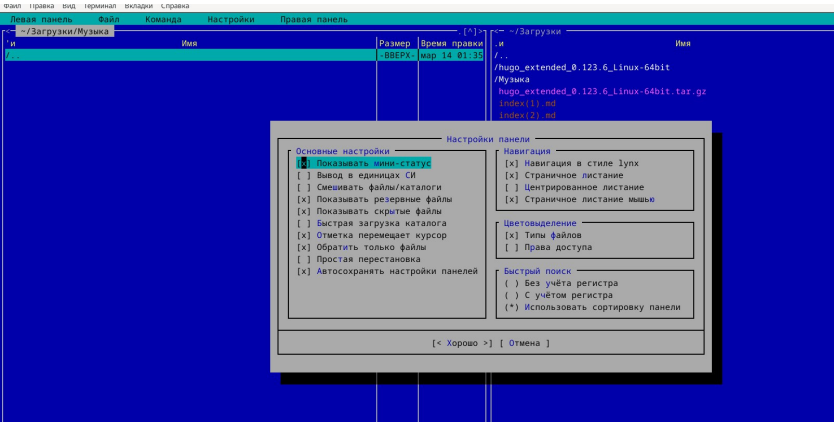 Файл Правка Вид Терминал Вкладки Справка
Левая панель Файл Команда Настройки Правая панель
<─ ~/Загрузки/Музыка .[^]> <─ ~/Загрузки
'и Имя Размер Время правки .и Имя
/.. -ВВЕРХ- мар 14 01:35 /..
/hugo_extended_0.123.6_Linux-64bit
/Музыка
hugo_extended_0.123.6_Linux-64bit.tar.gz
index(1).md
index(2).md
Настройки панели
Основные настройки
[x] Показывать мини-статус
[ ] Вывод в единицах СИ
[ ] Смешивать файлы/каталоги
[x] Показывать резервные файлы
[x] Показывать скрытые файлы
[ ] Быстрая загрузка каталога
[x] Отметка перемещает курсор
[x] Обратить только файлы
[ ] Простая перестановка
[x] Автосохранять настройки панелей
Навигация
[x] Навигация в стиле lynx
[x] Страничное листание
[ ] Центрированное листание
[x] Страничное листание мышью
Цветовыделение
[x] Типы файлов
[ ] Права доступа
Быстрый поиск
( ) Без учёта регистра
( ) С учётом регистра
(*) Использовать сортировку панели
[< Хорошо >] [ Отмена ]